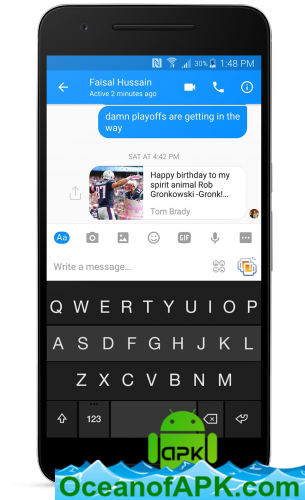 30% 1:48 PM
Faisal Hussain
Active 2 minutes ago
damn playoffs are getting in the
way
SAT AT 4:42 PM
Happy birthday to my
spirit animal Rob
Gronkowski -Gronk!...
Tom Brady
Aa
GIF
Write a message...
Q W E R T Y U I O P
A S D F G H J K L
Z X C V B N M
123
apk
OceanofAPK.com